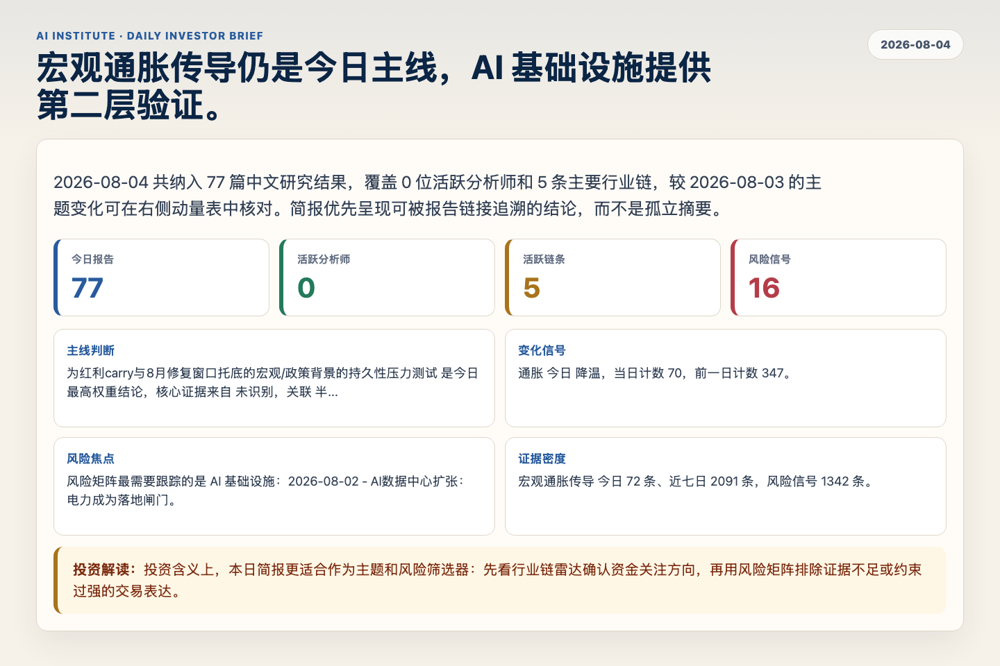 AI INSTITUTE · DAILY INVESTOR BRIEF
2026-08-04
宏观通胀传导仍是今日主线，AI 基础设施提供
第二层验证。
2026-08-04 共纳入 77 篇中文研究结果，覆盖 0 位活跃分析师和 5 条主要行业链，较 2026-08-03 的主
题变化可在右侧动量表中核对。简报优先呈现可被报告链接追溯的结论，而不是孤立摘要。
今日报告
77
活跃分析师
0
活跃链条
5
风险信号
16
主线判断
为红利carry与8月修复窗口托底的宏观/政策背景的持久性压力测试 是今日
最高权重结论，核心证据来自 未识别，关联 半...
变化信号
通胀 今日 降温，当日计数 70，前一日计数 347。
风险焦点
风险矩阵最需要跟踪的是 AI 基础设施：2026-08-02 - AI数据中心扩张：
电力成为落地闸门。
证据密度
宏观通胀传导 今日 72 条、近七日 2091 条，风险信号 1342 条。
投资解读：投资含义上，本日简报更适合作为主题和风险筛选器：先看行业链雷达确认资金关注方向，再用风险矩阵排除证据不足或约束
过强的交易表达。